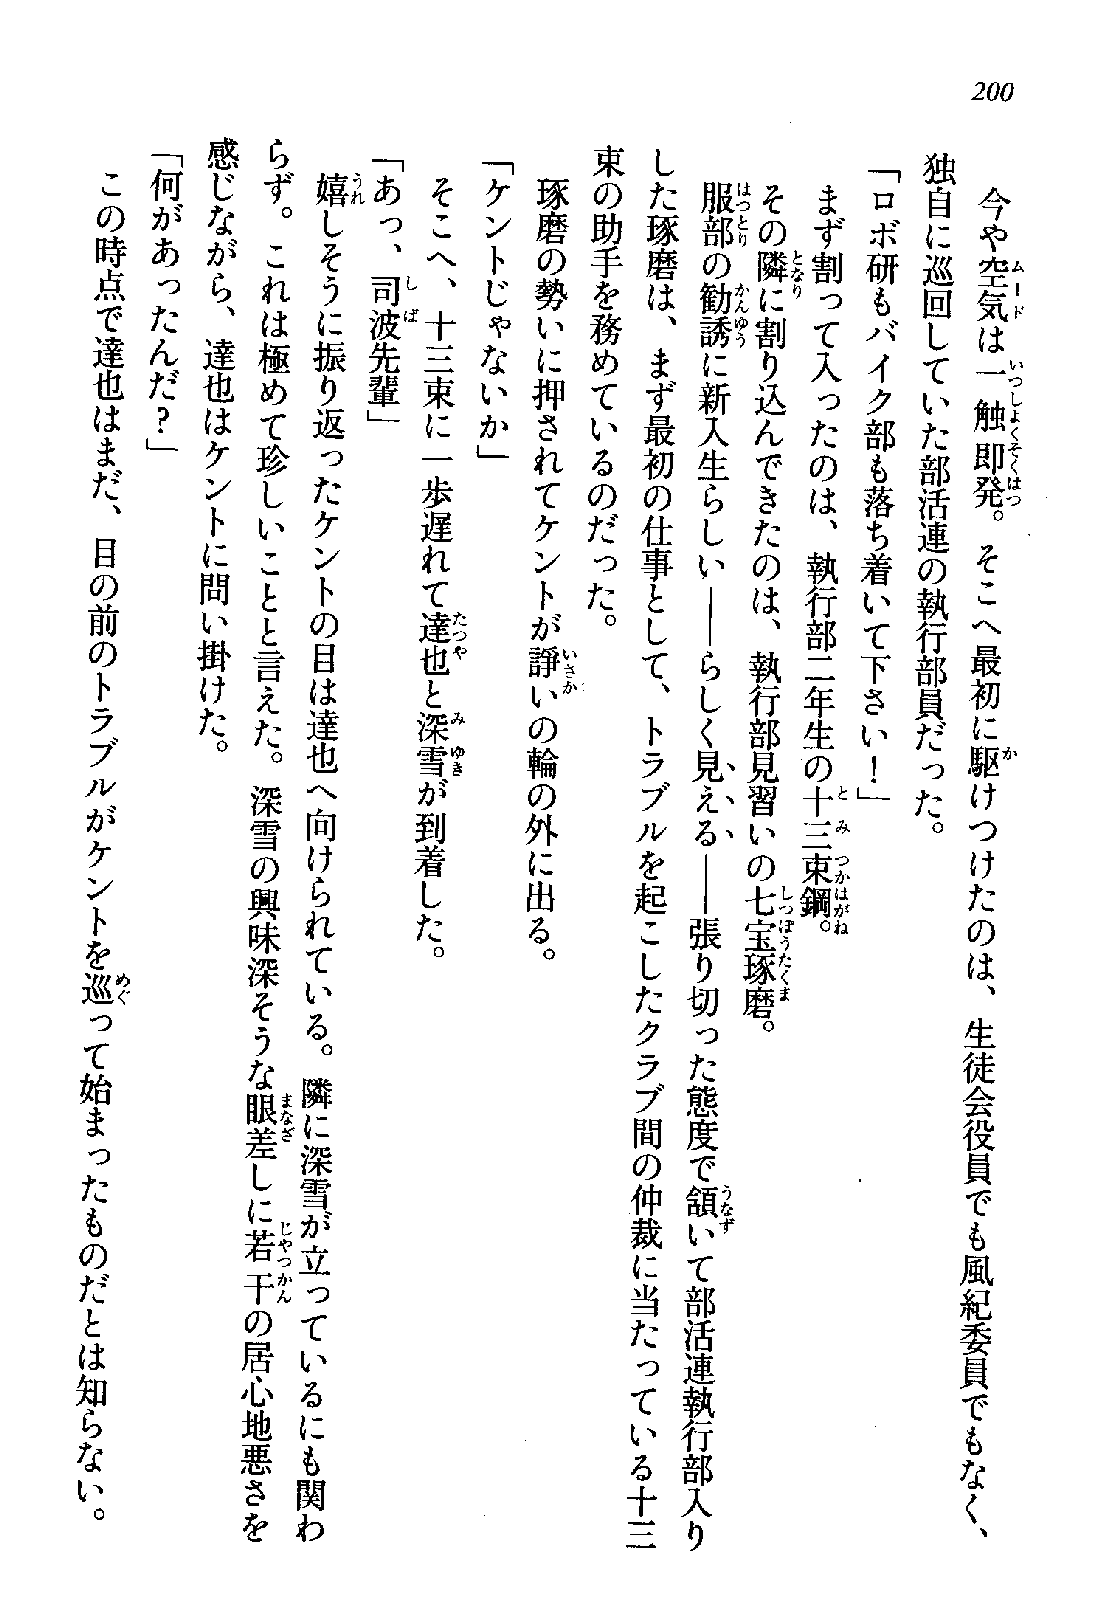 200
今や空気は一触即発。そこへ最初に駆けつけたのは、生徒会役員でも風紀委員でもなく、
独自に巡回していた部活連の執行部員だった。
「ロボ研もバイク部も落ち着いて下さい！」
まず割って入ったのは、執行部二年生の十三束鋼。
その隣に割り込んできたのは、執行部見習いの七宝琢磨。
服部の勧誘に新入生らしい――らしく見える――張り切った態度で頷いて部活連執行部入り
した琢磨は、まず最初の仕事として、トラブルを起こしたクラブ間の仲裁に当たっている十三
束の助手を務めているのだった。
琢磨の勢いに押されてケントが諍いの輪の外に出る。
「ケントじゃないか」
そこへ、十三束に一歩遅れて達也と深雪が到着した。
「あっ、司波先輩」
嬉しそうに振り返ったケントの目は達也へ向けられている。隣に深雪が立っているにも関わ
らず。これは極めて珍しいことと言えた。深雪の興味深そうな眼差しに若干の居心地悪さを
感じながら、達也はケントに問い掛けた。
「何があったんだ？」
この時点で達也はまだ、目の前のトラブルがケントを巡って始まったものだとは知らない。